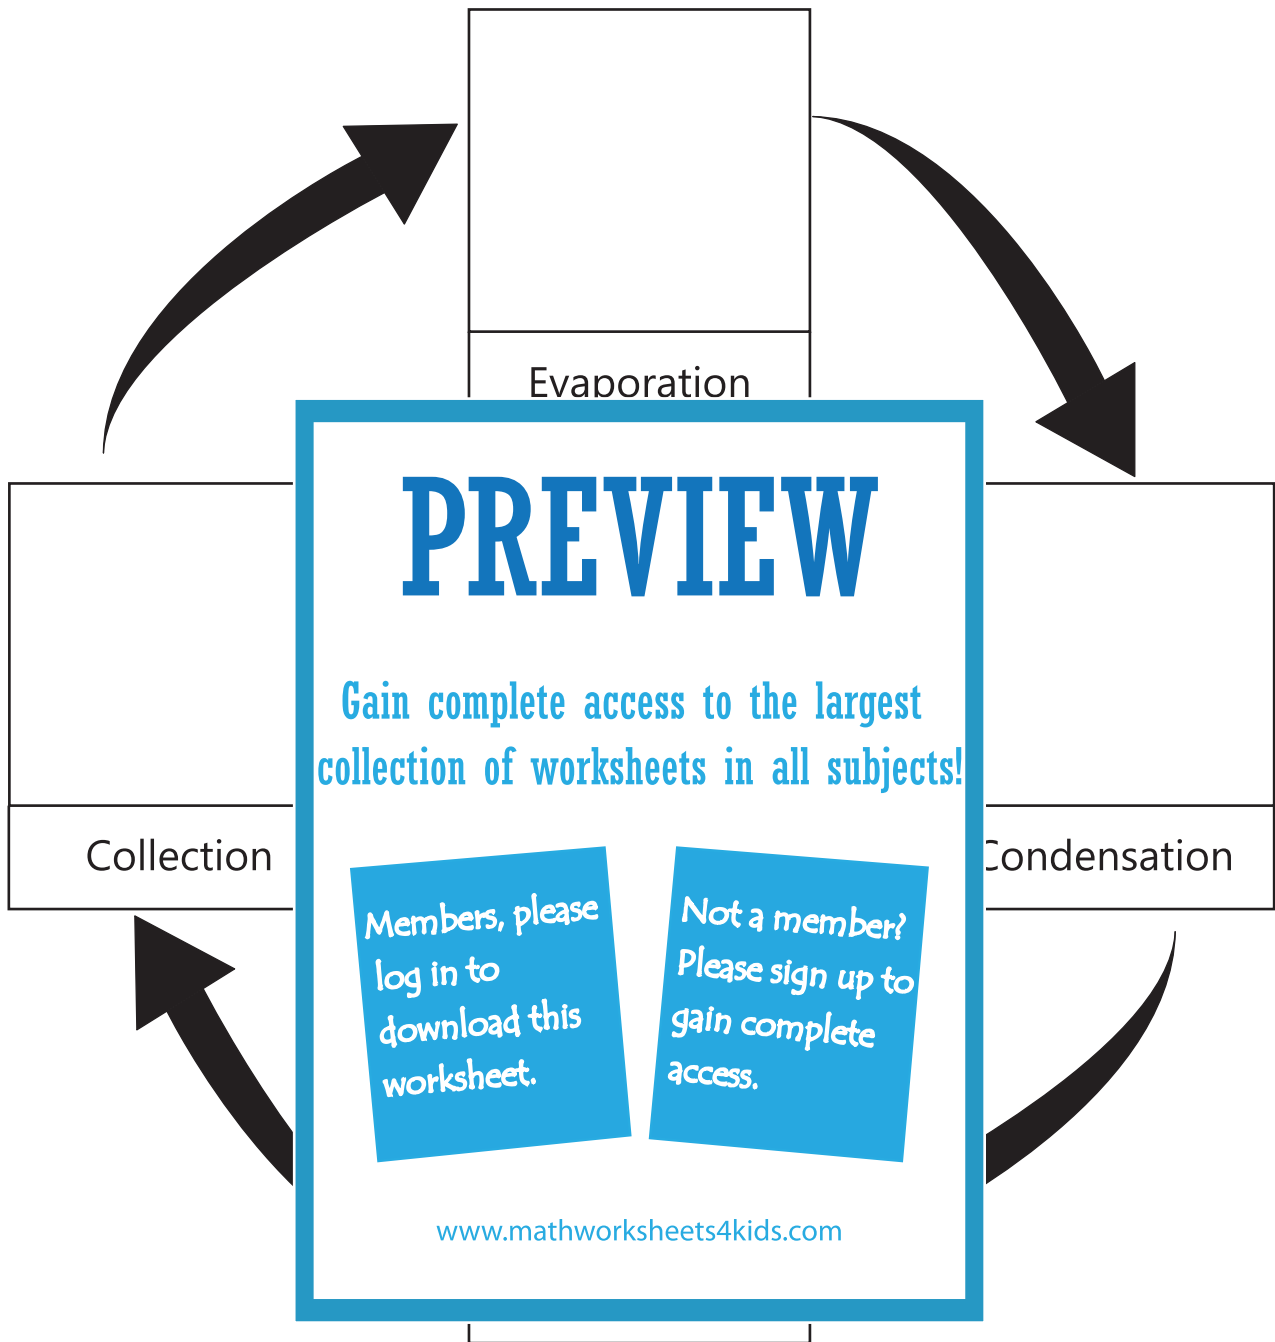 Evaporation
PREVIEW
Gain complete access to the largest
collection of worksheets in all subjects!
Collection
Condensation
Members, please
log in to
download this
worksheet.
Not a member?
Please sign up to
gain complete
access.
www.mathworksheets4kids.com